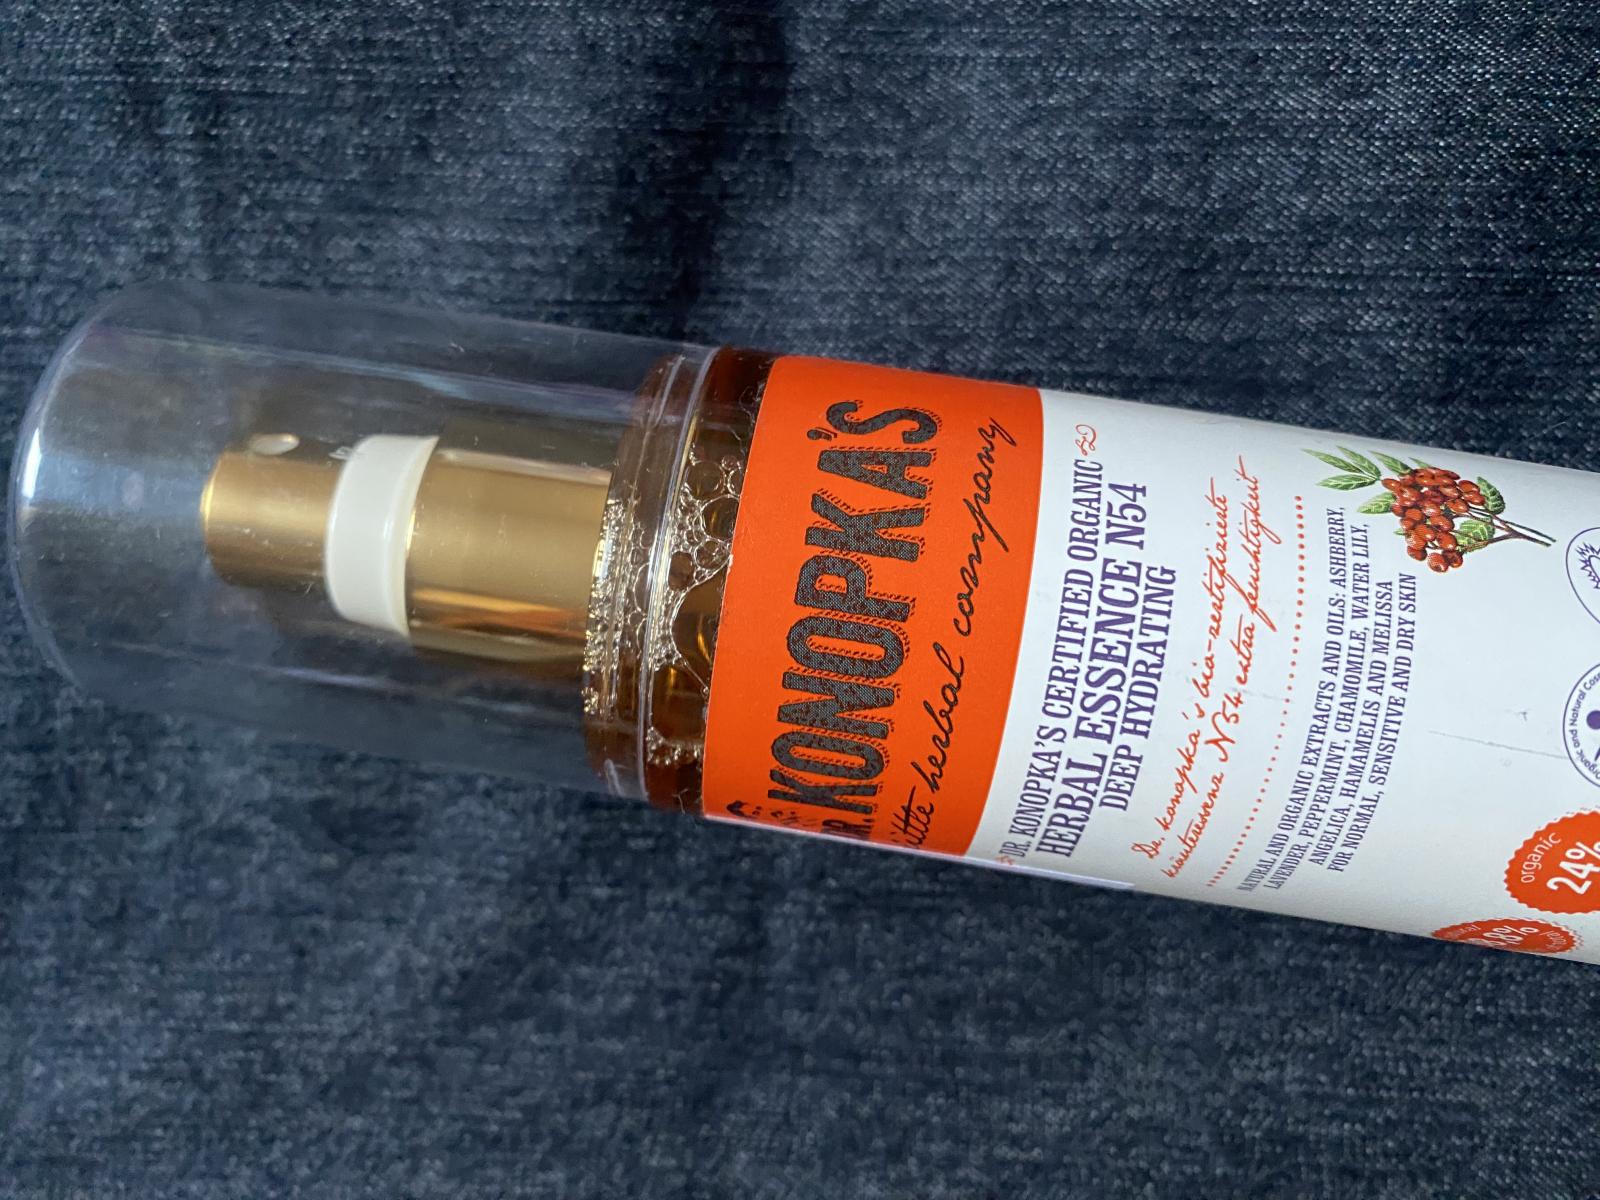 DR. KONOPKA'S
little herbal company
DR. KONOPKA'S CERTIFIED ORGANIC
HERBAL ESSENCE N54
DEEP HYDRATING
Dr. konopka's bio-zertifizierte
kräuteressenz N54 extra feuchtigkeit
NATURAL AND ORGANIC EXTRACTS AND OILS: ASHBERRY,
LAVENDER, PEPPERMINT, CHAMOMILE, WATER LILY,
ANGELICA, HAMAMELIS AND MELISSA
FOR NORMAL, SENSITIVE AND DRY SKIN
organic
24%